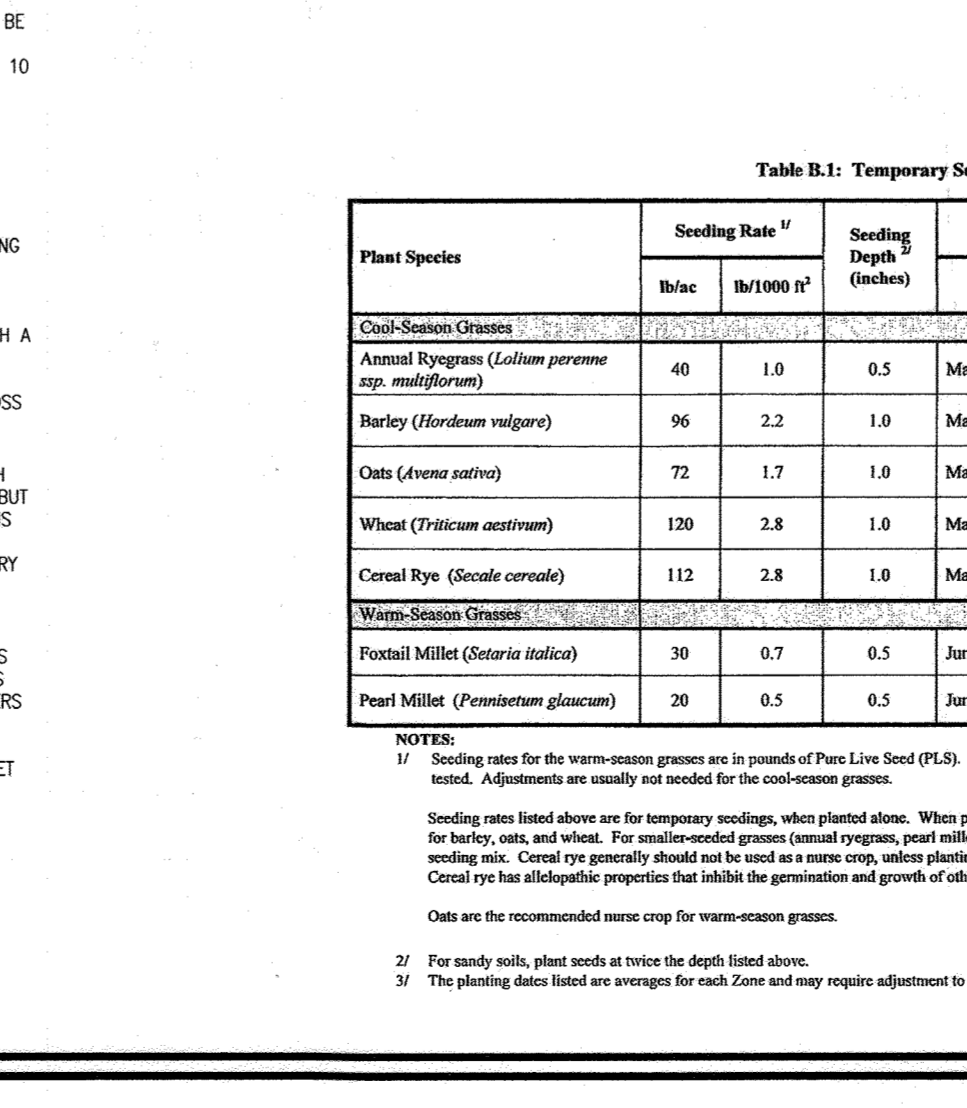 BE
10
NG
H A
OSS
H
BUT
US
RY
S
S
ERS
ET
Table B.1: Temporary Se
Plant Species
Seeding Rate 1/
Seeding
Depth 2/
(inches)
lb/ac
lb/1000 ft²
Cool-Season Grasses
Annual Ryegrass (Lolium perenne
ssp. multiflorum)
40 1.0 0.5 Ma
Barley (Hordeum vulgare) 96 2.2 1.0 Ma
Oats (Avena sativa) 72 1.7 1.0 Ma
Wheat (Triticum aestivum) 120 2.8 1.0 Ma
Cereal Rye (Secale cereale) 112 2.8 1.0 Ma
Warm-Season Grasses
Foxtail Millet (Setaria italica) 30 0.7 0.5 Jun
Pearl Millet (Pennisetum glaucum) 20 0.5 0.5 Jun
NOTES:
1/ Seeding rates for the warm-season grasses are in pounds of Pure Live Seed (PLS).
tested. Adjustments are usually not needed for the cool-season grasses.
Seeding rates listed above are for temporary seedings, when planted alone. When p
for barley, oats, and wheat. For smaller-seeded grasses (annual ryegrass, pearl mille
seeding mix. Cereal rye generally should not be used as a nurse crop, unless plantin
Cereal rye has allelopathic properties that inhibit the germination and growth of oth
Oats are the recommended nurse crop for warm-season grasses.
2/ For sandy soils, plant seeds at twice the depth listed above.
3/ The planting dates listed are averages for each Zone and may require adjustment to